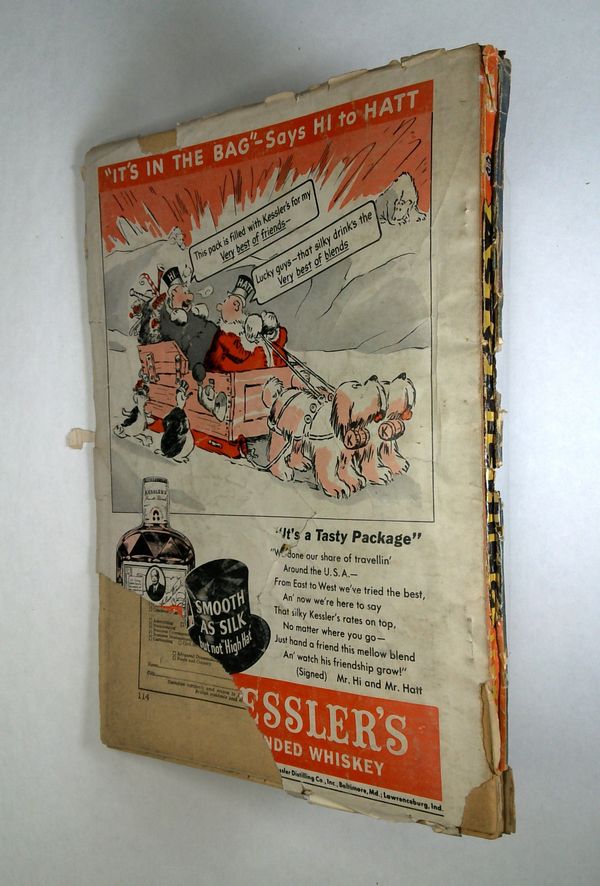 "IT'S IN THE BAG"-Says HI to HATT
This pack is filled with Kessler's for my
Very best of friends-
Lucky guys-that silky drink's the
Very best of blends
HI
HATT
KESSLER'S
"It's a Tasty Package"
"We done our share of travellin'
Around the U.S.A.-
From East to West we've tried the best,
An' now we're here to say
That silky Kessler's rates on top,
No matter where you go-
Just hand a friend this mellow blend
An' watch his friendship grow!"
(Signed) Mr. Hi and Mr. Hatt
SMOOTH
AS SILK
but not "High Hat"
114
ESSLER'S
NDED WHISKEY
ssler Distilling Co., Inc., Baltimore, Md.; Lawrenceburg, Ind.